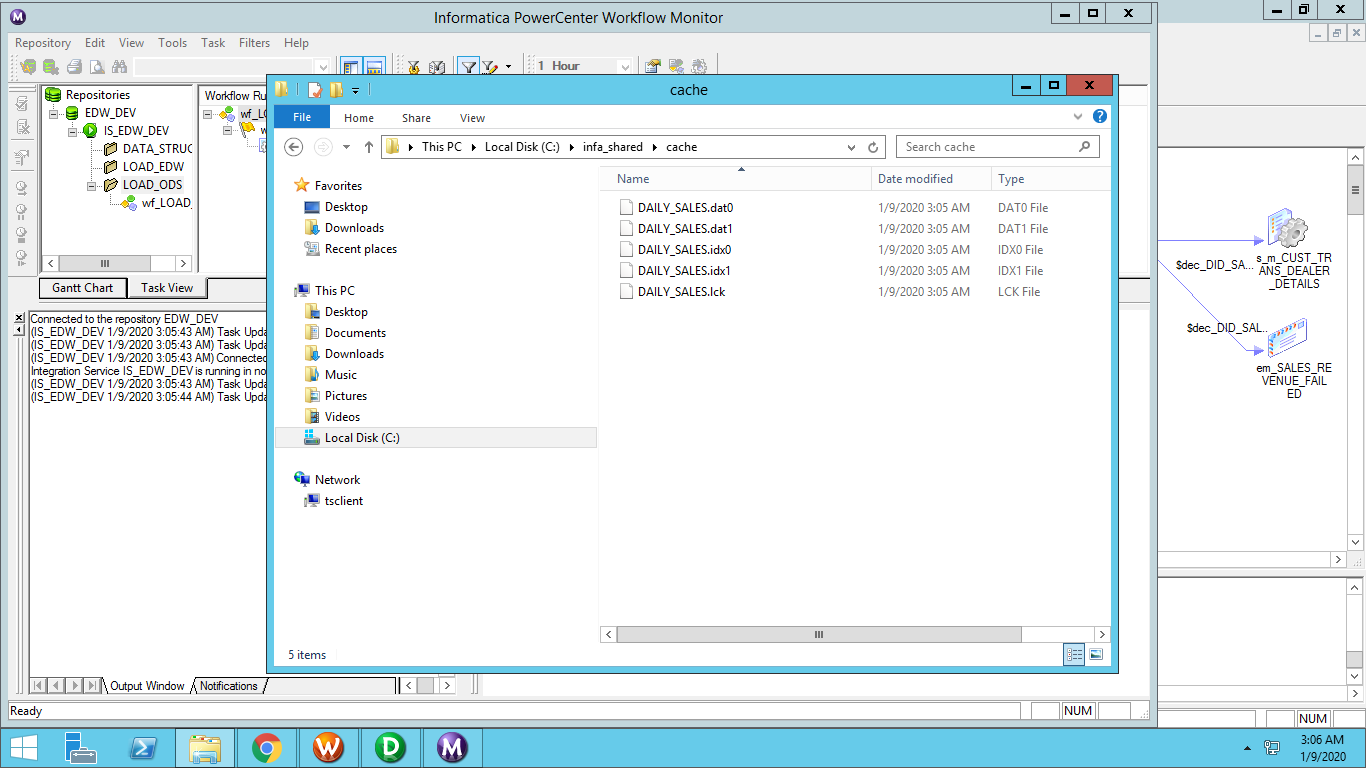 Informatica PowerCenter Workflow Monitor
Repository Edit View Tools Task Filters Help
1 Hour
Repositories
EDW_DEV
IS_EDW_DEV
DATA_STRUC
LOAD_EDW
LOAD_ODS
wf_LOAD_
Workflow Ru
wf_LO
Gantt Chart Task View
Connected to the repository EDW_DEV
(IS_EDW_DEV 1/9/2020 3:05:43 AM) Task Upda
(IS_EDW_DEV 1/9/2020 3:05:43 AM) Task Upda
(IS_EDW_DEV 1/9/2020 3:05:43 AM) Connected
Integration Service IS_EDW_DEV is running in no
(IS_EDW_DEV 1/9/2020 3:05:43 AM) Task Upda
(IS_EDW_DEV 1/9/2020 3:05:44 AM) Task Upda
Output Window Notifications
Ready
NUM
cache
File Home Share View
This PC Local Disk (C:) infa_shared cache
Search cache
Favorites
Desktop
Downloads
Recent places
This PC
Desktop
Documents
Downloads
Music
Pictures
Videos
Local Disk (C:)
Network
tsclient
Name Date modified Type
DAILY_SALES.dat0 1/9/2020 3:05 AM DAT0 File
DAILY_SALES.dat1 1/9/2020 3:05 AM DAT1 File
DAILY_SALES.idx0 1/9/2020 3:05 AM IDX0 File
DAILY_SALES.idx1 1/9/2020 3:05 AM IDX1 File
DAILY_SALES.lck 1/9/2020 3:05 AM LCK File
5 items
$dec_DID_SA...
s_m_CUST_TR
ANS_DEALER
_DETAILS
$dec_DID_SAL..
em_SALES_RE
VENUE_FAIL
ED
NUM
W
D
M
3:06 AM
1/9/2020